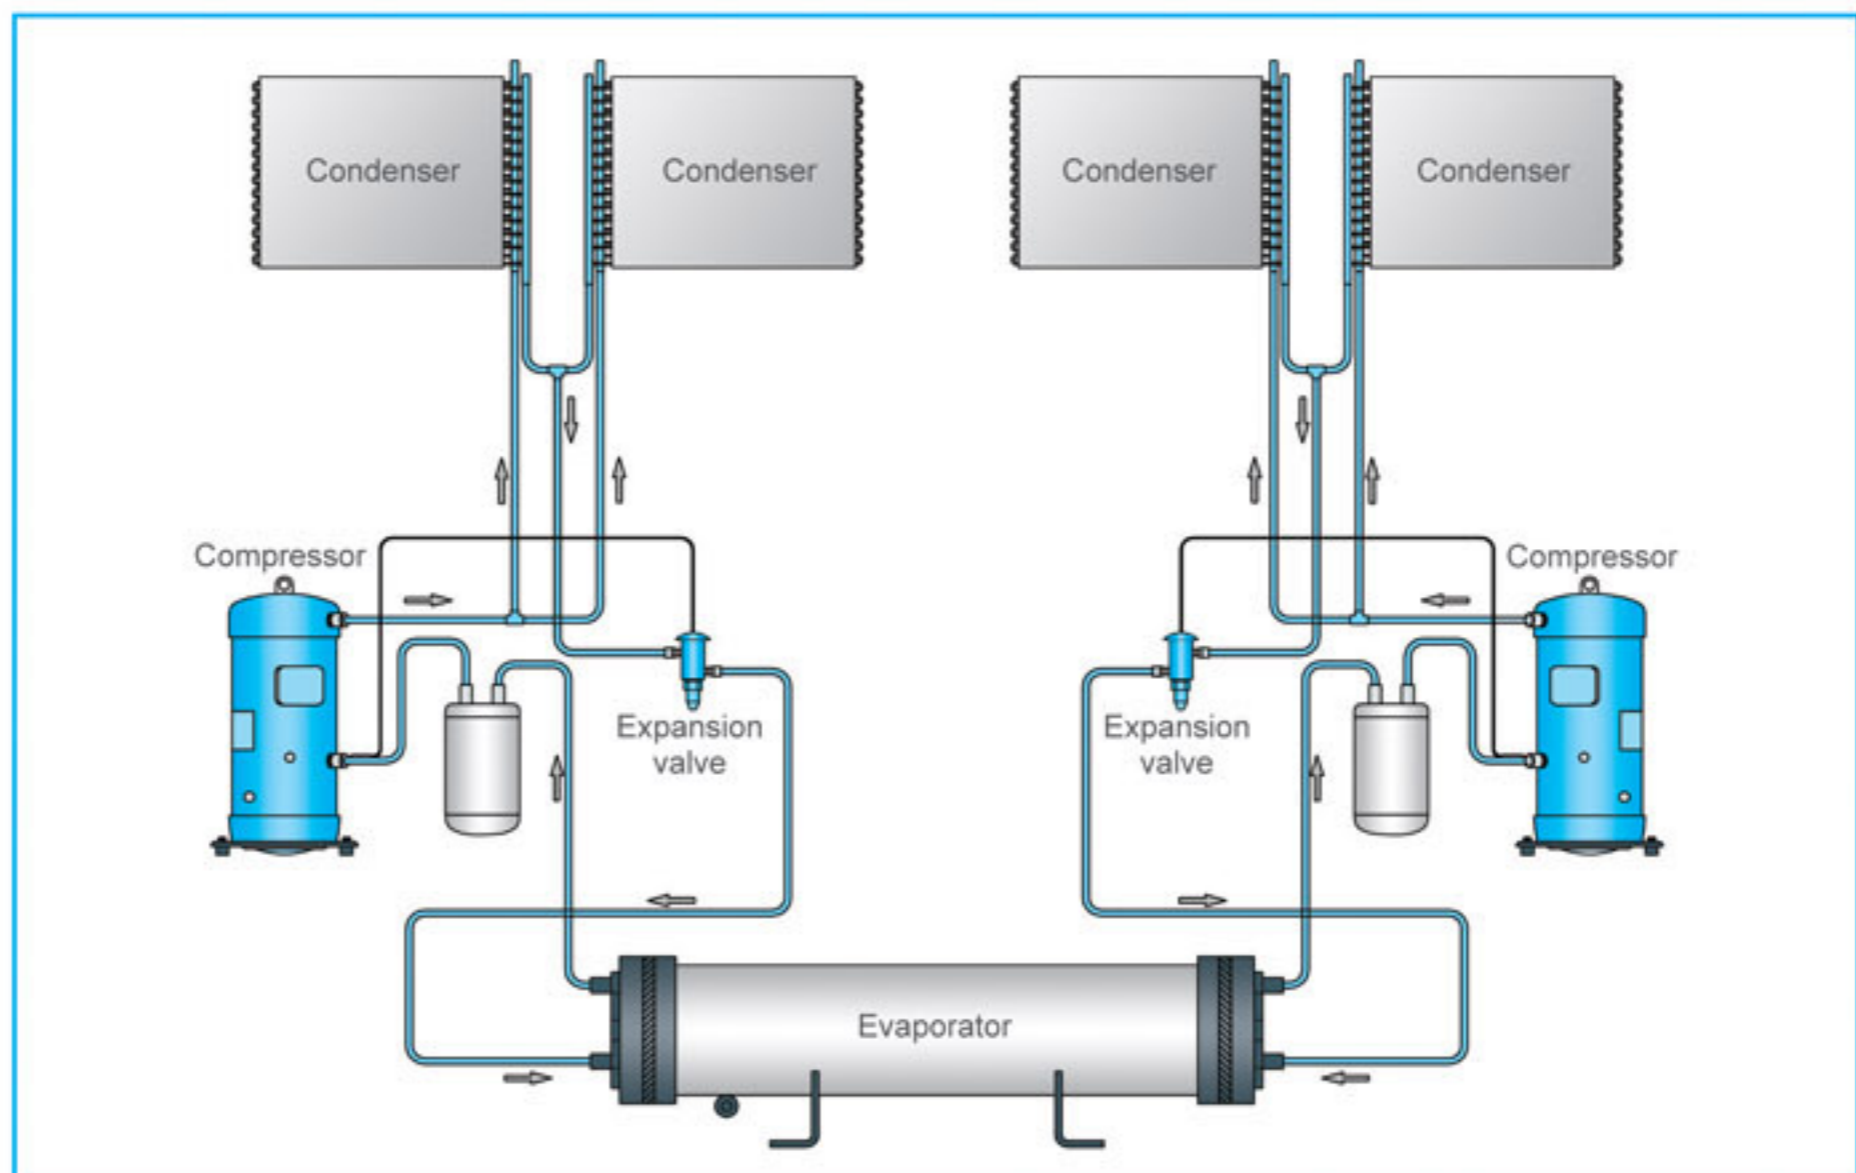 Condenser
Condenser
Condenser
Condenser
Compressor
Compressor
Expansion
valve
Expansion
valve
Evaporator